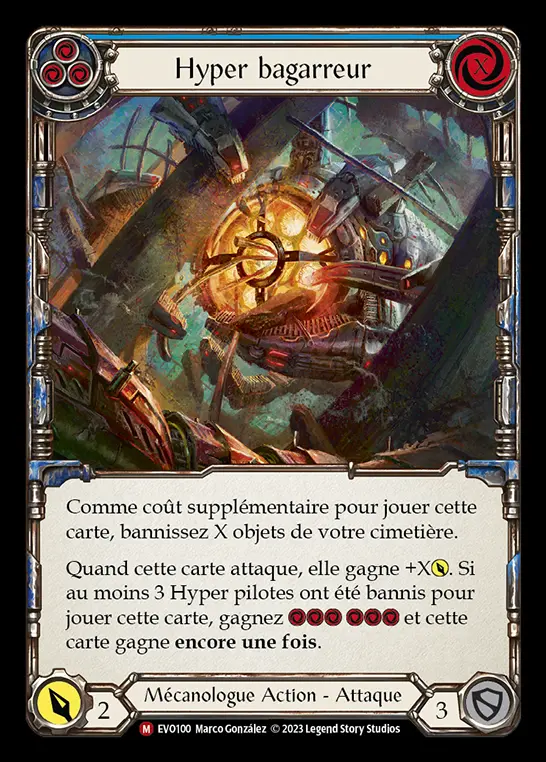 Hyper bagarreur
X
Comme coût supplémentaire pour jouer cette
carte, bannissez X objets de votre cimetière.
Quand cette carte attaque, elle gagne +X. Si
au moins 3 Hyper pilotes ont été bannis pour
jouer cette carte, gagnez et cette
carte gagne encore une fois.
2
Mécanologue Action - Attaque
3
M EVO100 Marco González © 2023 Legend Story Studios